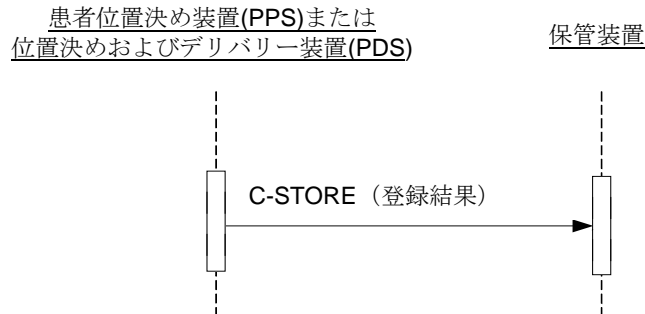 患者位置決め装置(PPS)または
位置決めおよびデリバリー装置(PDS)
保管装置
C-STORE（登録結果）